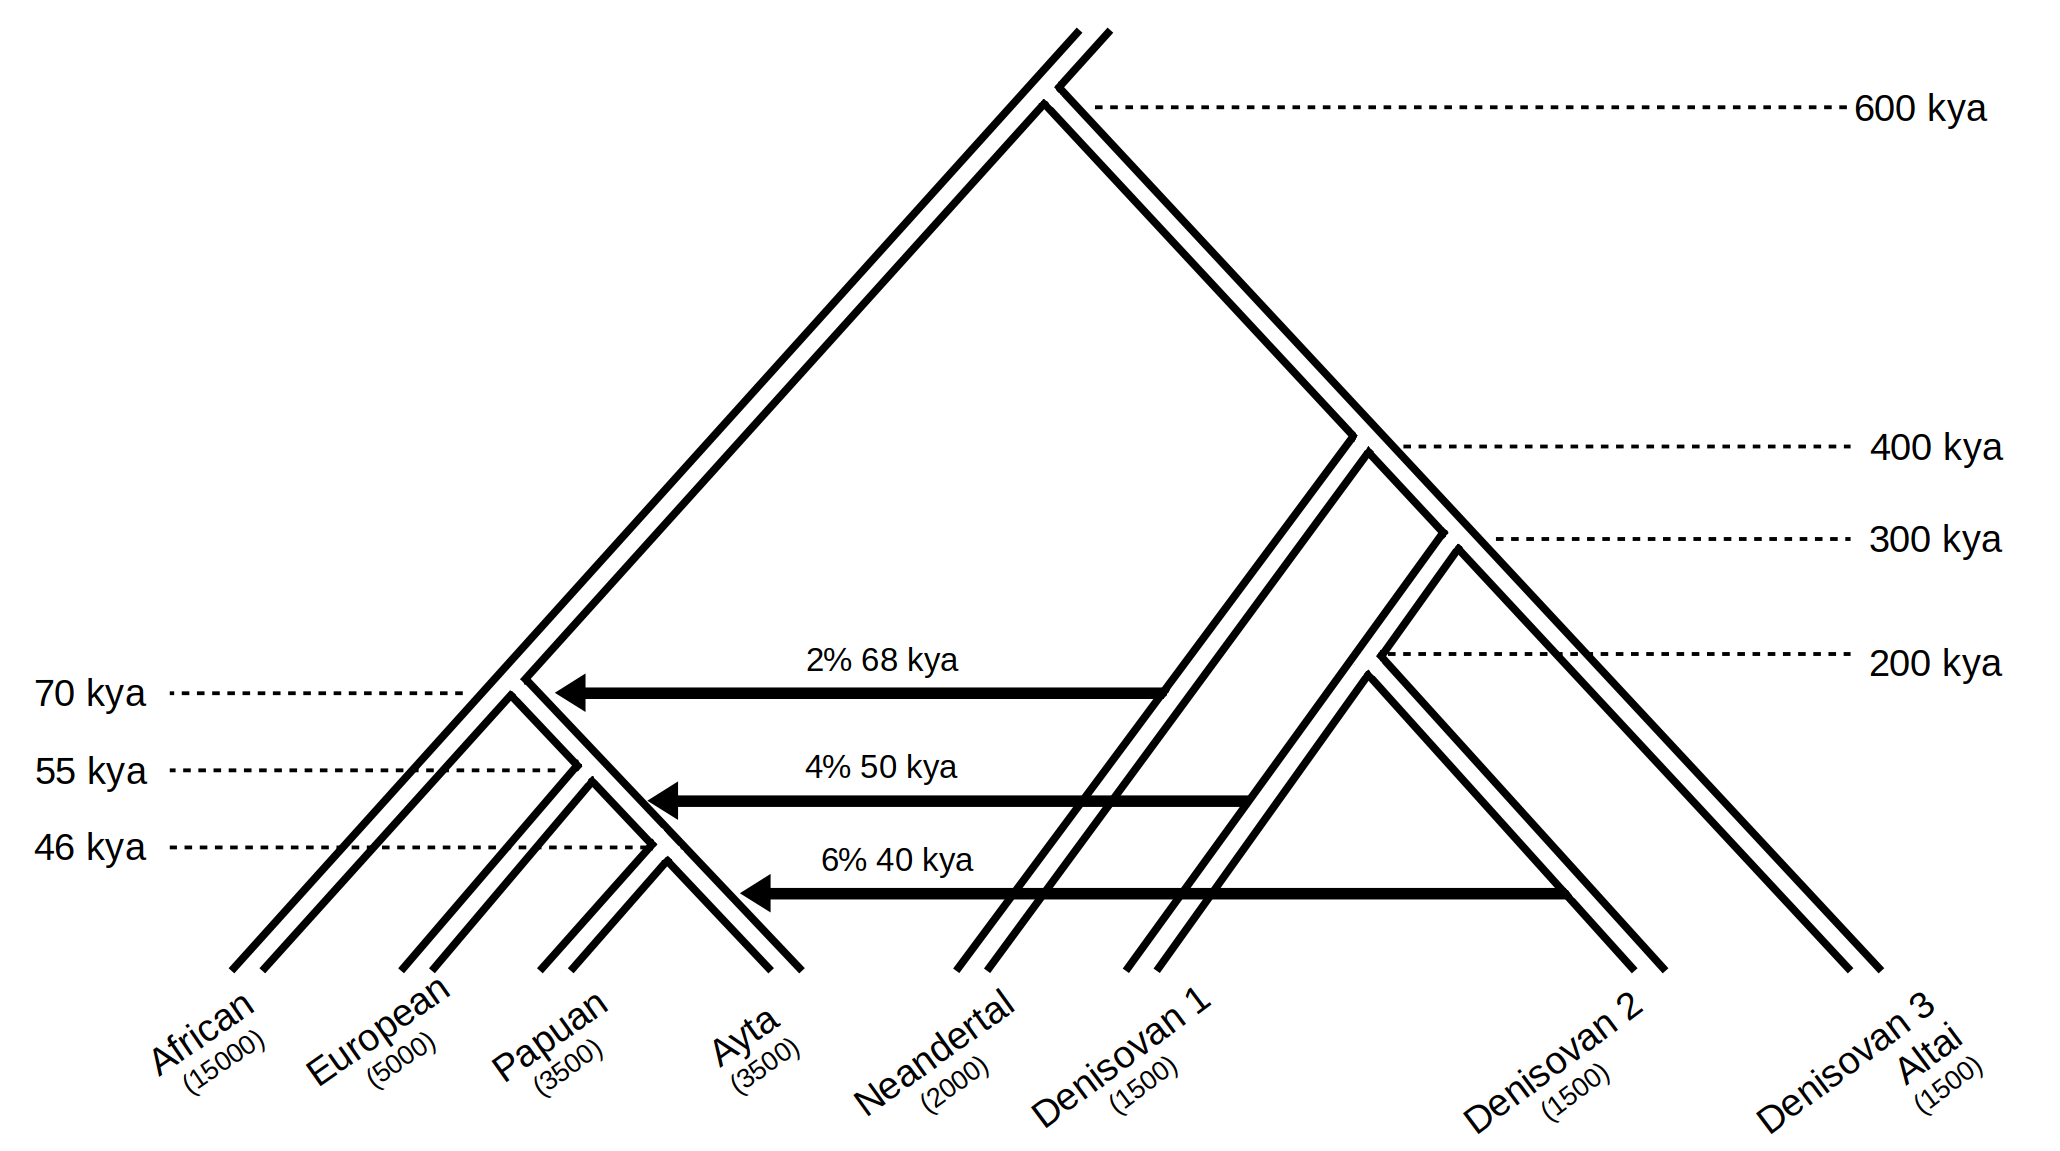 600 kya
400 kya
300 kya
2% 68 kya
200 kya
70 kya
4% 50 kya
55 kya
46 kya
6% 40 kya
African
(15000)
European
(5000)
Papuan
(3500)
Ayta
(3500)
Neandertal
(2000)
Denisovan 1
(1500)
Denisovan 2
(1500)
Denisovan 3
Altai
(1500)